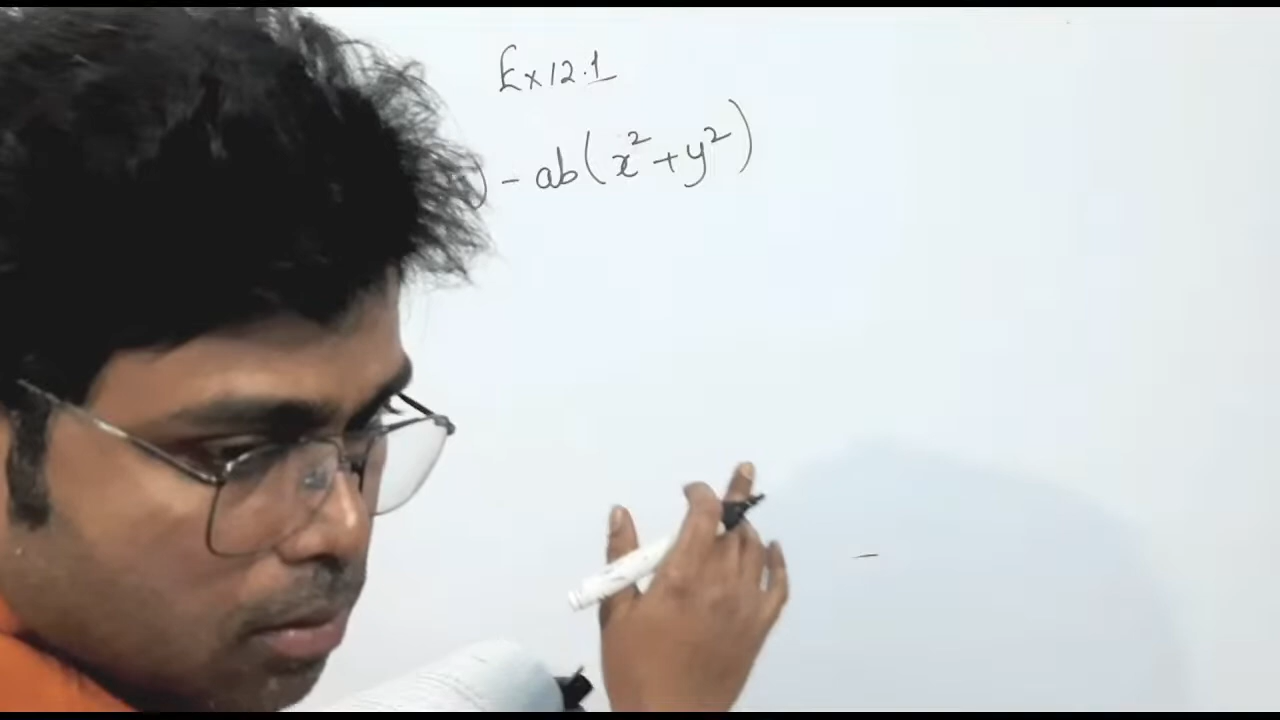 Ex 12.1
) - ab(x² + y²)